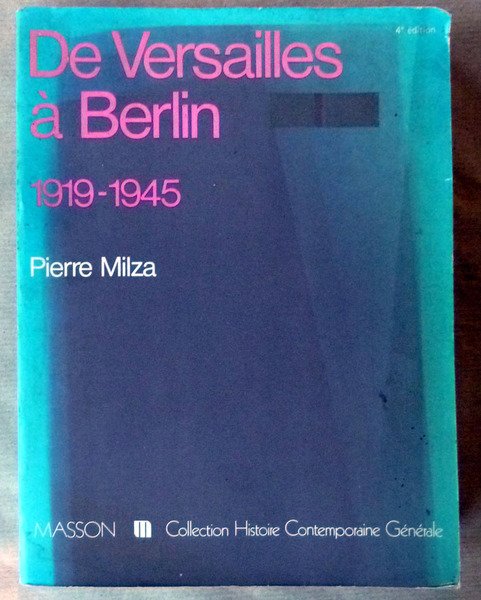 4e édition
De Versailles
à Berlin
1919-1945
Pierre Milza
MASSON m Collection Histoire Contemporaine Générale